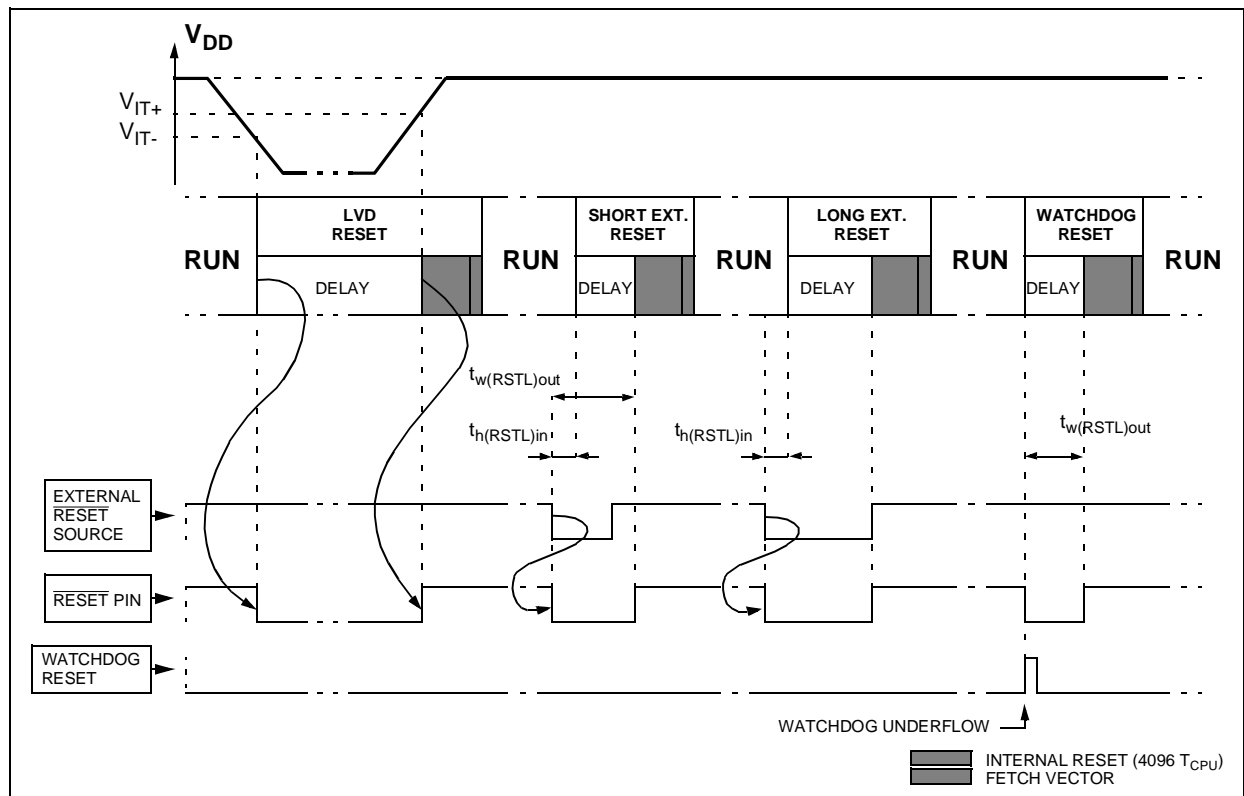 VDD
VIT+
VIT-
LVD
RESET
SHORT EXT.
RESET
LONG EXT.
RESET
WATCHDOG
RESET
RUN
RUN
RUN
RUN
RUN
DELAY
DELAY
DELAY
DELAY
tw(RSTL)out
th(RSTL)in
th(RSTL)in
tw(RSTL)out
EXTERNAL
RESET
SOURCE
RESET PIN
WATCHDOG
RESET
WATCHDOG UNDERFLOW
INTERNAL RESET (4096 TCPU)
FETCH VECTOR